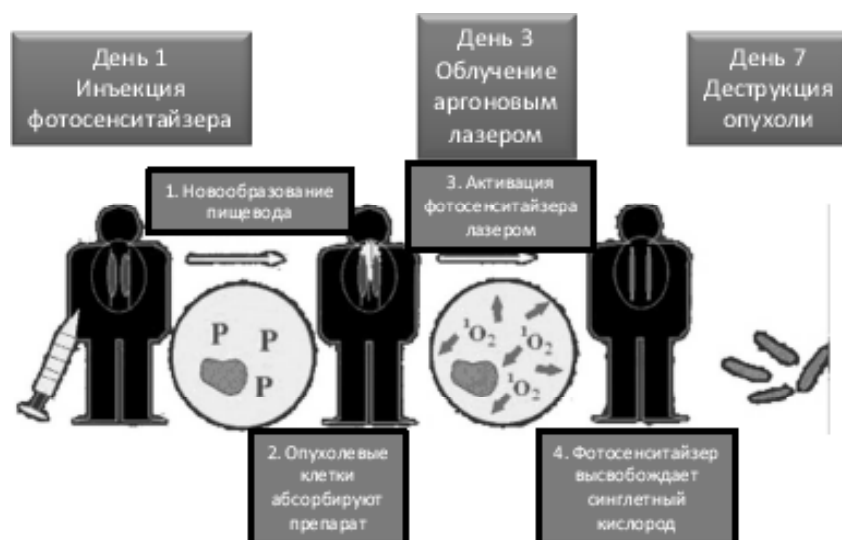 День 1
Инъекция
фотосенситайзера
День 3
Облучение
аргоновым
лазером
День 7
Деструкция
опухоли
1. Новообразование
пищевода
3. Активация
фотосенситайзера
лазером
P
P
P
¹O₂
¹O₂
¹O₂
2. Опухолевые
клетки
абсорбируют
препарат
4. Фотосенситайзер
высвобождает
синглетный
кислород